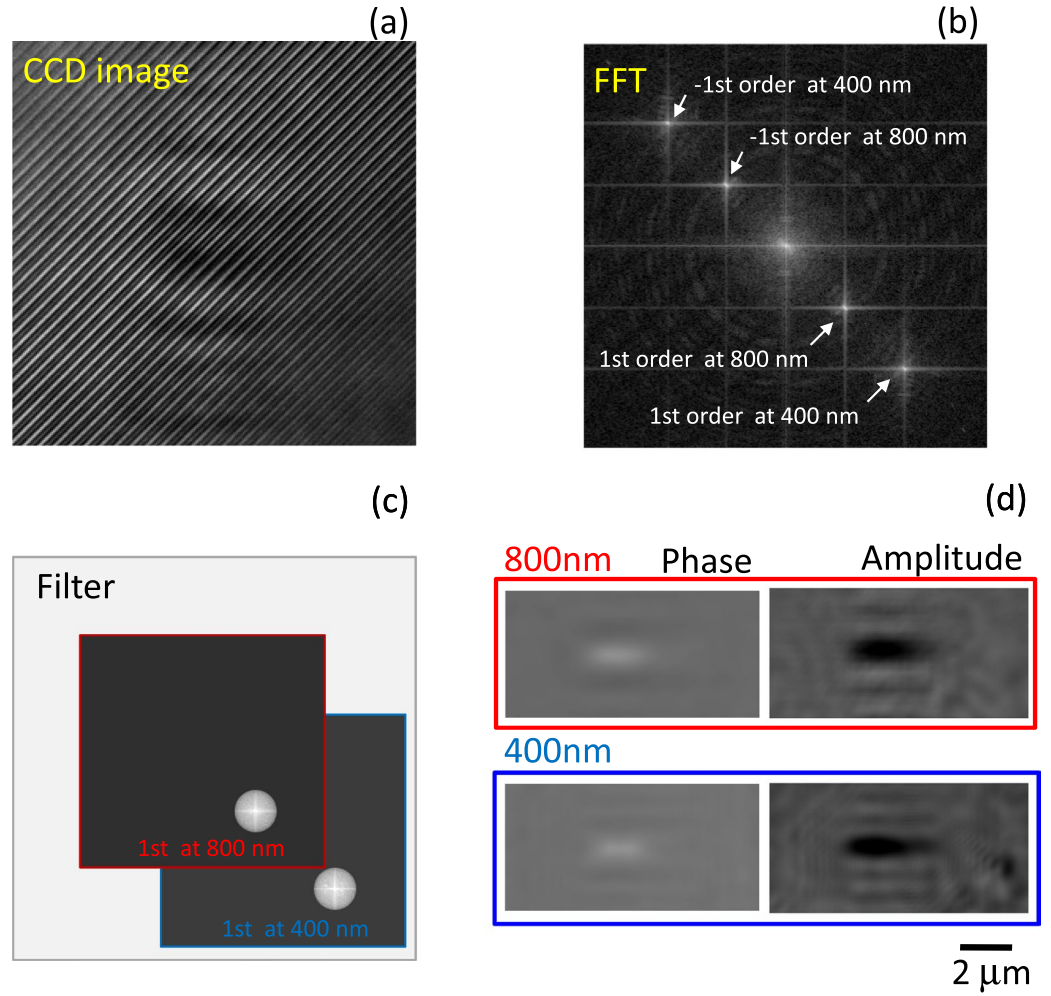 (a)
CCD image
(b)
FFT
-1st order at 400 nm
-1st order at 800 nm
1st order at 800 nm
1st order at 400 nm
(c)
Filter
1st at 800 nm
1st at 400 nm
(d)
800nm Phase Amplitude
400nm
2 μm